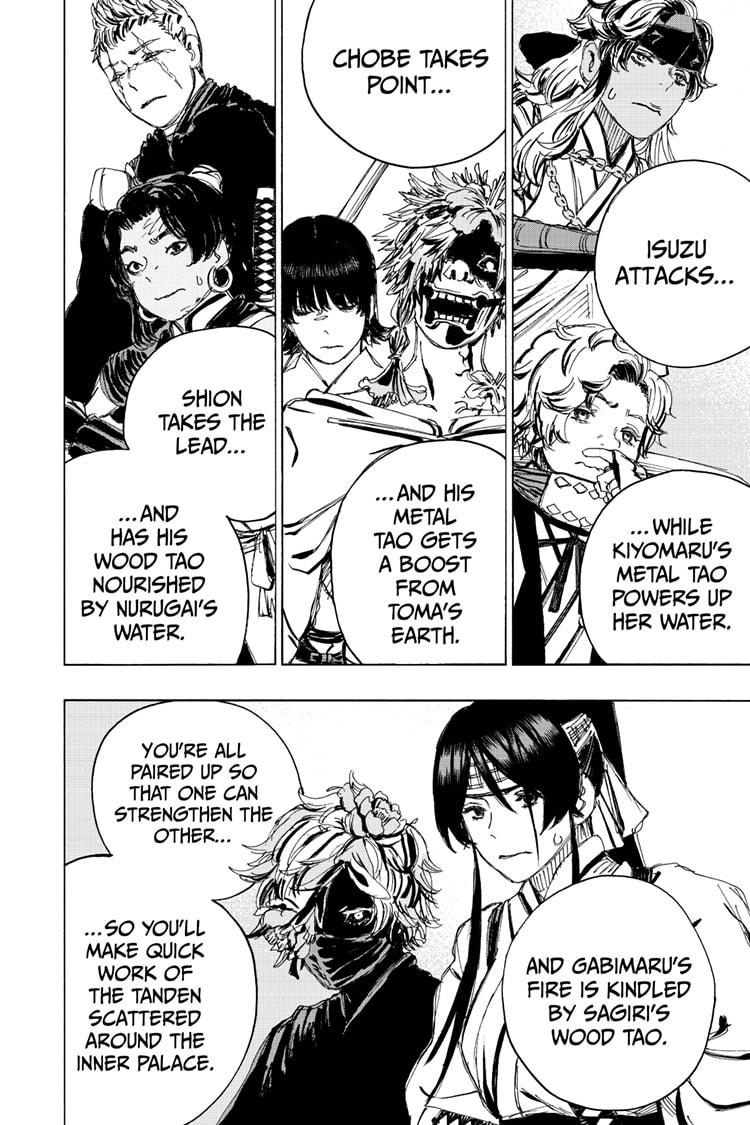 ISUZU
ATTACKS...
...WHILE
KIYOMARU'S
METAL TAO
POWERS UP
HER WATER.
CHOBE TAKES
POINT...
...AND HIS
METAL
TAO GETS
A BOOST
FROM
TOMA'S
EARTH.
SHION
TAKES THE
LEAD...
...AND
HAS HIS
WOOD TAO
NOURISHED
BY NURUGAI'S
WATER.
AND GABIMARU'S
FIRE IS KINDLED
BY SAGIRI'S
WOOD TAO.
YOU'RE ALL
PAIRED UP SO
THAT ONE CAN
STRENGTHEN THE
OTHER...
...SO YOU'LL
MAKE QUICK
WORK OF
THE TANDEN
SCATTERED
AROUND THE
INNER PALACE.